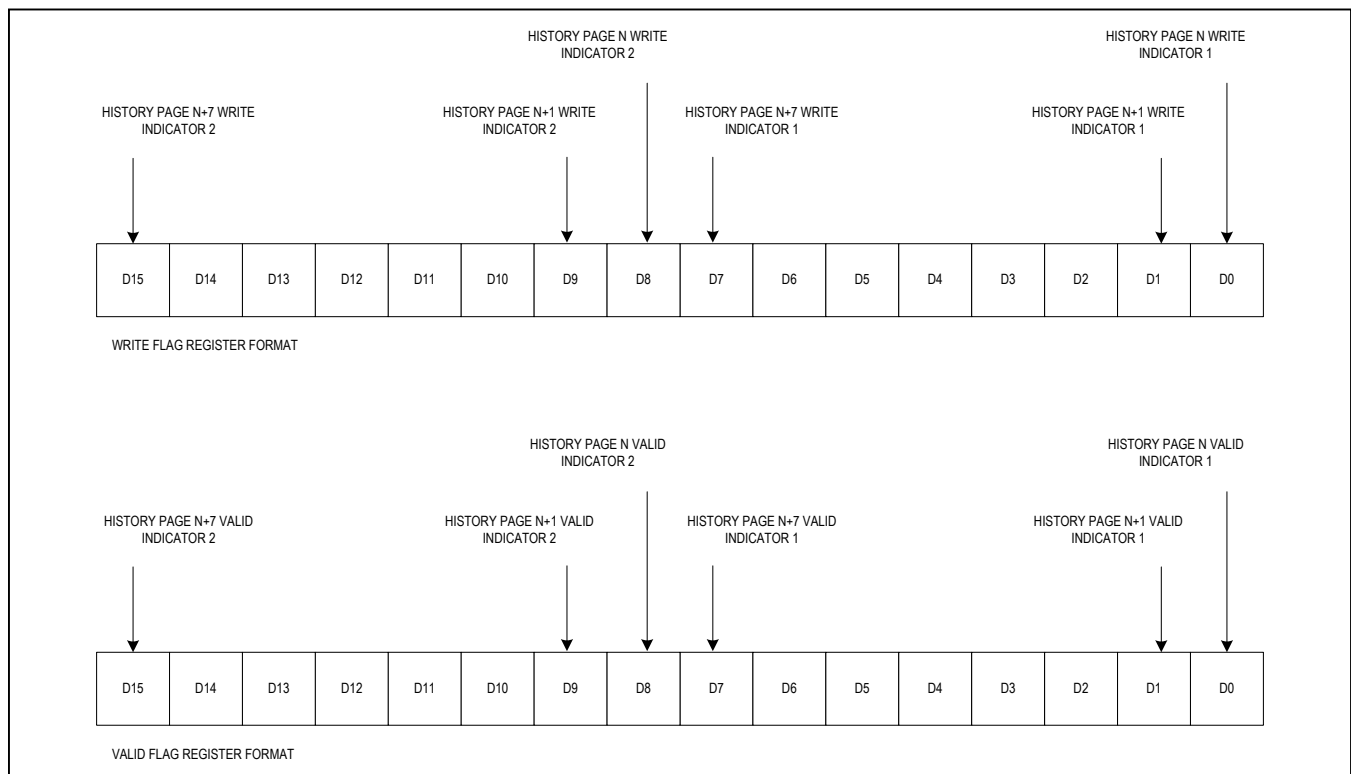 HISTORY PAGE N WRITE
INDICATOR 2
HISTORY PAGE N WRITE
INDICATOR 1
HISTORY PAGE N+7 WRITE
INDICATOR 2
HISTORY PAGE N+1 WRITE
INDICATOR 2
HISTORY PAGE N+7 WRITE
INDICATOR 1
HISTORY PAGE N+1 WRITE
INDICATOR 1
D15 D14 D13 D12 D11 D10 D9 D8 D7 D6 D5 D4 D3 D2 D1 D0
WRITE FLAG REGISTER FORMAT
HISTORY PAGE N VALID
INDICATOR 2
HISTORY PAGE N VALID
INDICATOR 1
HISTORY PAGE N+7 VALID
INDICATOR 2
HISTORY PAGE N+1 VALID
INDICATOR 2
HISTORY PAGE N+7 VALID
INDICATOR 1
HISTORY PAGE N+1 VALID
INDICATOR 1
D15 D14 D13 D12 D11 D10 D9 D8 D7 D6 D5 D4 D3 D2 D1 D0
VALID FLAG REGISTER FORMAT